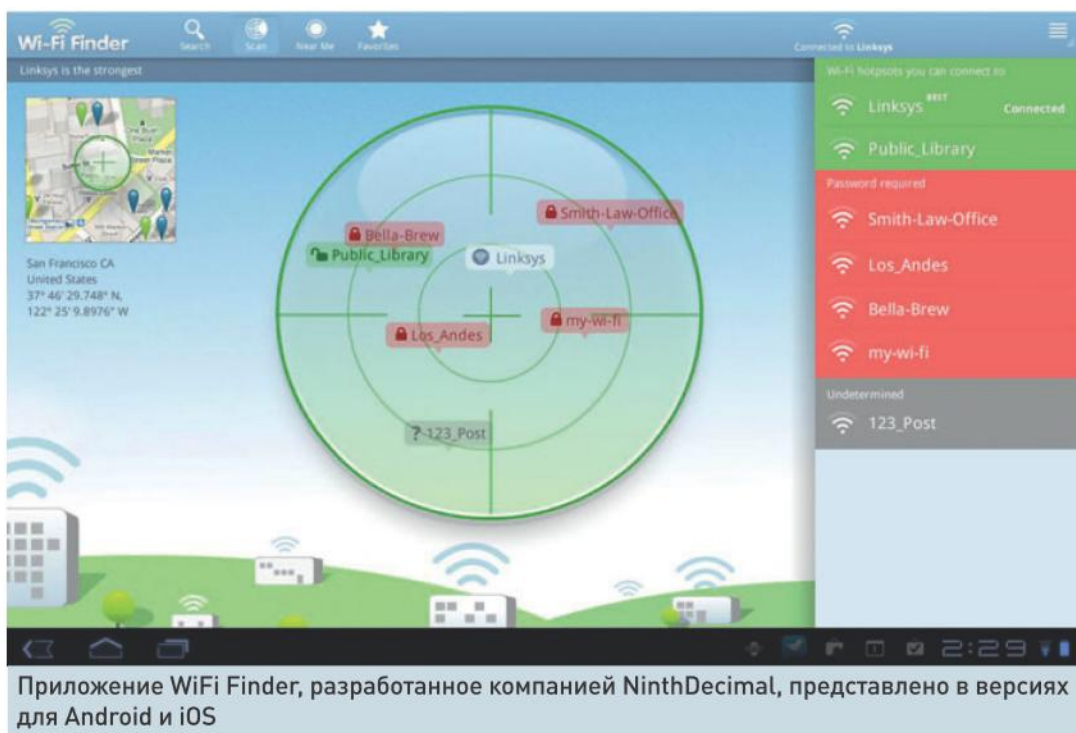 Wi-Fi Finder
Search
Scan
Near Me
Favorites
Connected to Linksys
Linksys is the strongest
Wi-Fi hotpsots you can connect to
Linksys BEST Connected
Public_Library
Password required
Smith-Law-Office
Los_Andes
Bella-Brew
my-wi-fi
Undetermined
123_Post
San Francisco CA
United States
37° 46' 29.748" N,
122° 25' 9.8976" W
Smith-Law-Office
Bella-Brew
Public_Library
Linksys
my-wi-fi
Los_Andes
? 123_Post
2:29
Приложение WiFi Finder, разработанное компанией NinthDecimal, представлено в версиях
для Android и iOS